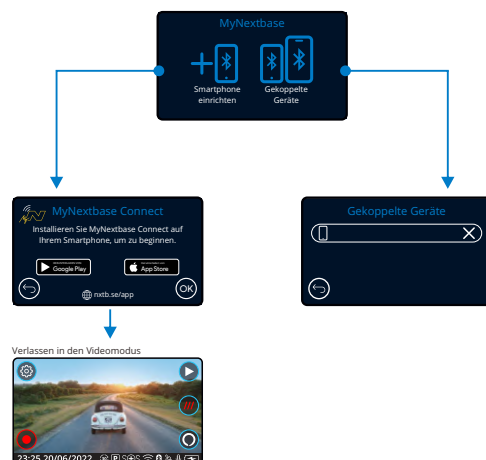 MyNextbase
Smartphone
einrichten
Gekoppelte
Geräte
MyNextbase Connect
Installieren Sie MyNextbase Connect auf
Ihrem Smartphone, um zu beginnen.
Google Play
App Store
nxtb.se/app
OK
Gekoppelte Geräte
Verlassen in den Videomodus
23:25 20/06/2022